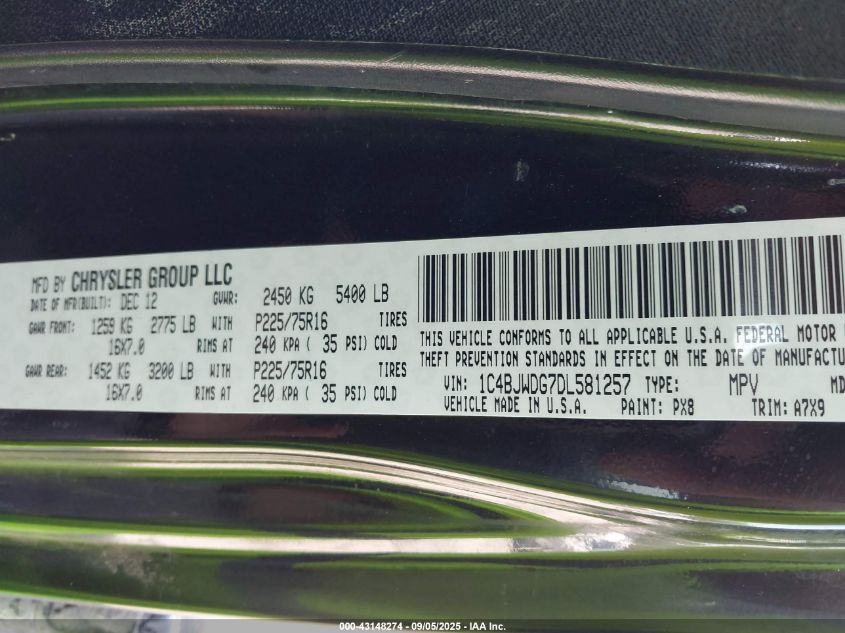 MFD BY CHRYSLER GROUP LLC
DATE OF MFR(BUILT): DEC 12 GVWR: 2450 KG 5400 LB
GAWR FRONT: 1259 KG 2775 LB WITH P225/75R16 TIRES
16X7.0 RIMS AT 240 KPA ( 35 PSI) COLD
GAWR REAR: 1452 KG 3200 LB WITH P225/75R16 TIRES
16X7.0 RIMS AT 240 KPA ( 35 PSI) COLD
THIS VEHICLE CONFORMS TO ALL APPLICABLE U.S.A. FEDERAL MOTOR
THEFT PREVENTION STANDARDS IN EFFECT ON THE DATE OF MANUFACTU
VIN: 1C4BJWDG7DL581257 TYPE: MPV MD
VEHICLE MADE IN U.S.A. PAINT: PX8 TRIM: A7X9
000-43148274 - 09/05/2025 - IAA Inc.